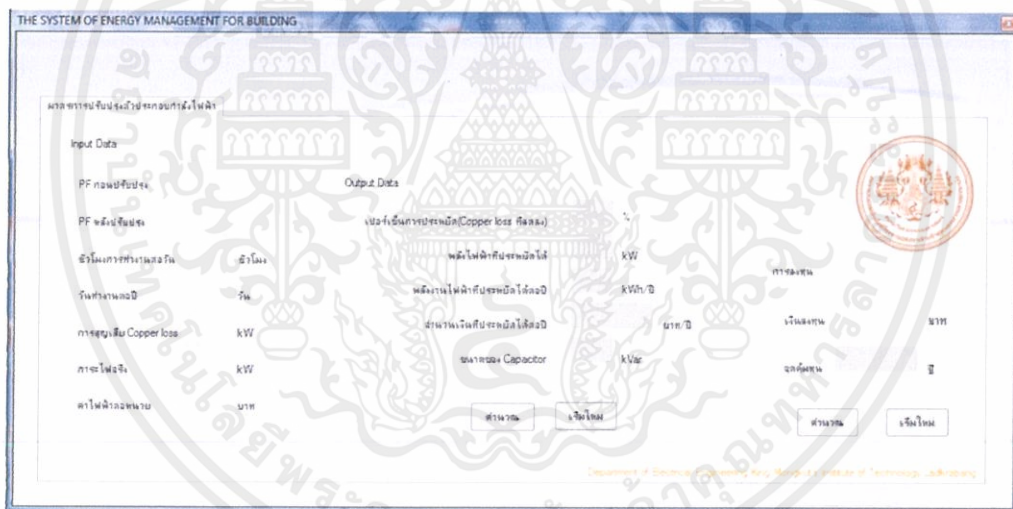 THE SYSTEM OF ENERGY MANAGEMENT FOR BUILDING
มาตรการปรับปรุงตัวประกอบกำลังไฟฟ้า
Input Data
PF ก่อนปรับปรุง
PF หลังปรับปรุง
ชั่วโมงการทำงานต่อวัน ชั่วโมง
วันทำงานต่อปี วัน
การสูญเสีย Copper loss kW
ภาระไฟจริง kW
ค่าไฟฟ้าต่อหน่วย บาท
Output Data
เปอร์เซ็นการประหยัด(Copper loss ที่ลดลง) %
พลังไฟฟ้าที่ประหยัดได้ kW
พลังงานไฟฟ้าที่ประหยัดได้ต่อปี kWh/ปี
จำนวนเงินที่ประหยัดได้ต่อปี บาท/ปี
ขนาดของ Capacitor kVar
คำนวณ เริ่มใหม่
การลงทุน
เงินลงทุน บาท
จุดคุ้มทุน ปี
คำนวณ เริ่มใหม่
Department of Electrical Engineering, King Mongkut's Institute of Technology Ladkrabang